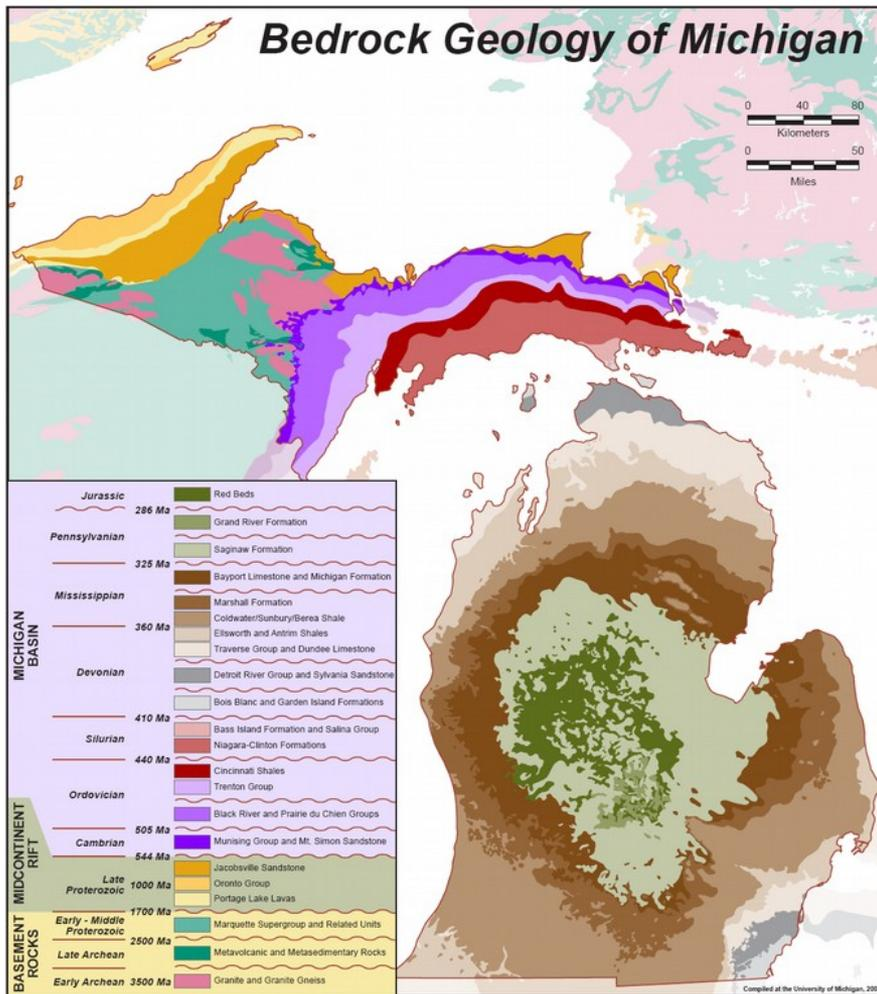 Bedrock Geology of Michigan
0 40 80
Kilometers
0 50
Miles
Jurassic
Red Beds
286 Ma
Grand River Formation
Pennsylvanian
Saginaw Formation
325 Ma
Bayport Limestone and Michigan Formation
Mississippian
Marshall Formation
Coldwater/Sunbury/Berea Shale
360 Ma
Ellsworth and Antrim Shales
Traverse Group and Dundee Limestone
Devonian
Detroit River Group and Sylvania Sandstone
Bois Blanc and Garden Island Formations
410 Ma
Silurian
Bass Island Formation and Salina Group
Niagara-Clinton Formations
440 Ma
Cincinnati Shales
Trenton Group
Ordovician
Black River and Prairie du Chien Groups
505 Ma
Cambrian
Munising Group and Mt. Simon Sandstone
544 Ma
Jacobsville Sandstone
Late
Proterozoic
1000 Ma
Oronto Group
Portage Lake Lavas
1700 Ma
Early - Middle
Proterozoic
Marquette Supergroup and Related Units
2500 Ma
Late Archean
Metavolcanic and Metasedimentary Rocks
Early Archean
3500 Ma
Granite and Granite Gneiss
MICHIGAN
BASIN
MIDCONTINENT
RIFT
BASEMENT
ROCKS
Compiled at the University of Michigan,